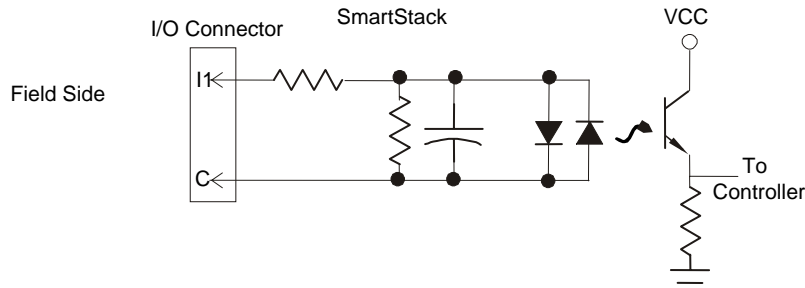 SmartStack
VCC
I/O Connector
I1
Field Side
C
To
Controller